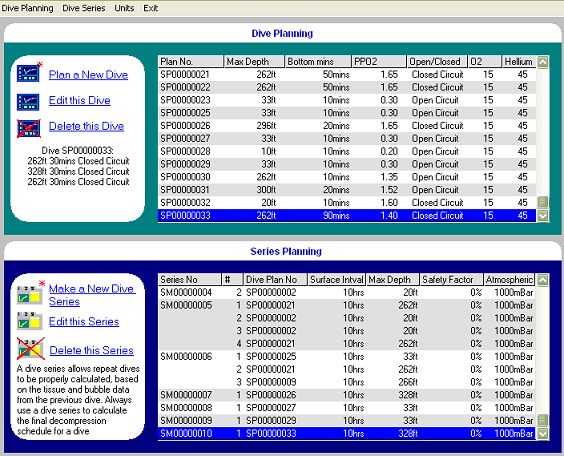 Dive Planning Dive Series Units Exit
Dive Planning
Plan a New Dive
Edit this Dive
Delete this Dive
Dive SP00000033:
262ft 30mins Closed Circuit
328ft 30mins Closed Circuit
262ft 30mins Closed Circuit
Plan No. Max Depth Bottom mins PPO2 Open/Closed O2 Hellium
SP00000021 262ft 50mins 1.65 Closed Circuit 15 45
SP00000022 262ft 50mins 1.65 Closed Circuit 15 45
SP00000023 33ft 10mins 0.30 Open Circuit 15 45
SP00000025 33ft 10mins 0.30 Open Circuit 15 45
SP00000026 296ft 20mins 1.65 Closed Circuit 15 45
SP00000027 33ft 10mins 0.30 Open Circuit 15 45
SP00000028 10ft 10mins 0.20 Open Circuit 15 45
SP00000029 33ft 10mins 0.30 Open Circuit 15 45
SP00000030 262ft 10mins 1.35 Closed Circuit 15 45
SP00000031 300ft 20mins 1.52 Closed Circuit 15 45
SP00000032 20ft 10mins 1.60 Closed Circuit 15 45
SP00000033 262ft 90mins 1.40 Closed Circuit 15 45
Series Planning
Make a New Dive
Series
Edit this Series
Delete this Series
A dive series allows repeat dives
to be properly calculated, based
on the tissue and bubble data
from the previous dive. Always
use a dive series to calculate
the final decompression
schedule for a dive
Series No # Dive Plan No Surface Intval Max Depth Safety Factor Atmospheric
SM00000004 2 SP00000002 10hrs 20ft 0% 1000mBar
SM00000005 1 SP00000021 10hrs 262ft 0% 1000mBar
2 SP00000002 10hrs 20ft 0% 1000mBar
3 SP00000002 10hrs 20ft 0% 1000mBar
4 SP00000021 10hrs 262ft 0% 1000mBar
SM00000006 1 SP00000025 10hrs 33ft 0% 1000mBar
2 SP00000021 10hrs 262ft 0% 1000mBar
3 SP00000009 10hrs 266ft 0% 1000mBar
SM00000007 1 SP00000026 10hrs 328ft 0% 1000mBar
SM00000008 1 SP00000027 10hrs 33ft 0% 1000mBar
SM00000009 1 SP00000029 10hrs 33ft 0% 1000mBar
SM00000010 1 SP00000033 10hrs 328ft 0% 1000mBar